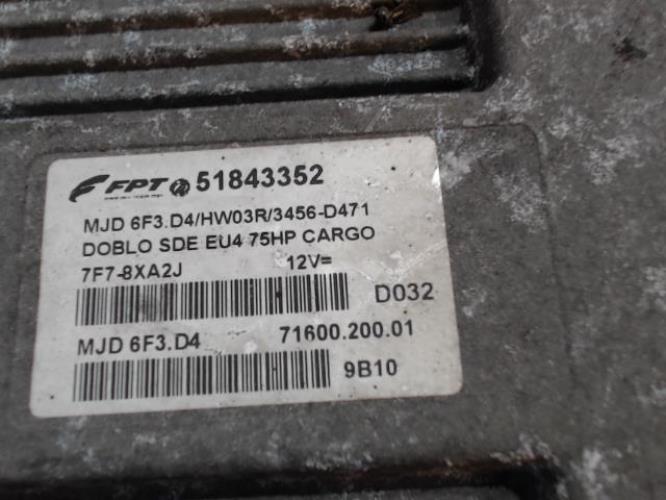 FPT 51843352
MJD 6F3.D4/HW03R/3456-D471
DOBLO SDE EU4 75HP CARGO
7F7-8XA2J 12V=
D032
MJD 6F3.D4 71600.200.01
9B10